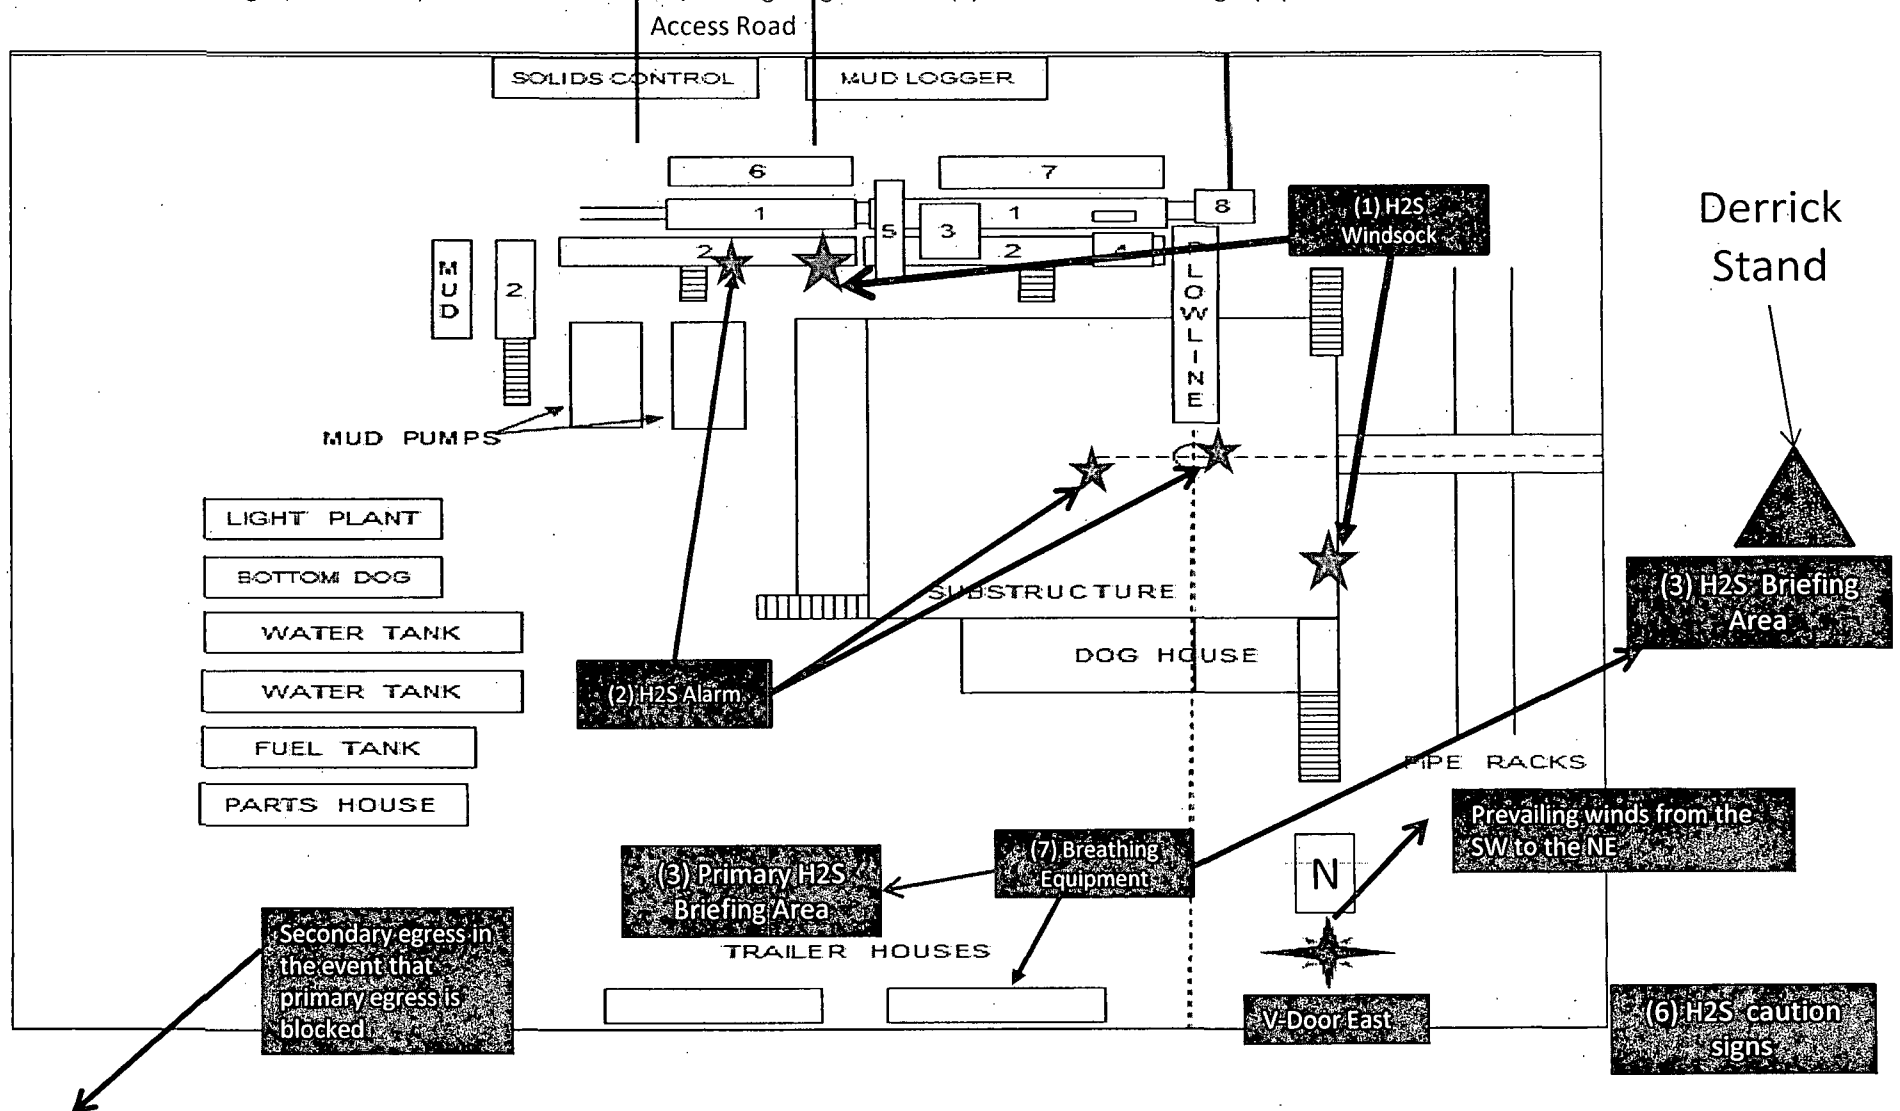 Access Road
SOLIDS CONTROL
MUD LOGGER
6
7
1
1
8
5
3
2
2
4
(1) H2S
Windsock
Derrick
Stand
MUD
2
FLOWLINE
MUD PUMPS
LIGHT PLANT
BOTTOM DOG
WATER TANK
WATER TANK
FUEL TANK
PARTS HOUSE
SUBSTRUCTURE
DOG HOUSE
(2) H2S Alarm
(3) H2S Briefing
Area
PIPE RACKS
Prevailing winds from the
SW to the NE
(7) Breathing
Equipment
N
(3) Primary H2S
Briefing Area
TRAILER HOUSES
Secondary egress in
the event that
primary egress is
blocked
V-Door East
(6) H2S caution
signs